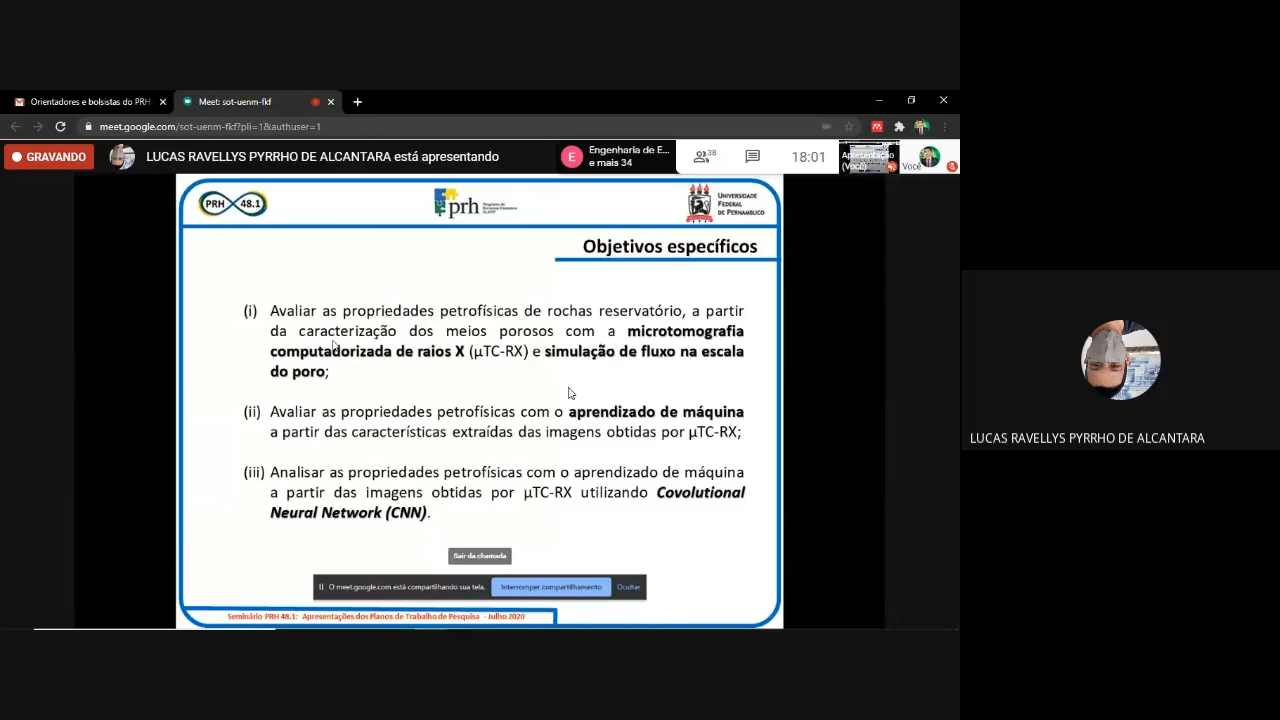 Orientadores e bolsistas do PRH
Meet: sot-uenm-fkf
meet.google.com/sot-uenm-fkf?pli=1&authuser=1
GRAVANDO
LUCAS RAVELLYS PYRRHO DE ALCANTARA está apresentando
E
Engenharia de E...
e mais 34
38
18:01
Apresentação
(Você)
Você
PRH 48.1
prh
UNIVERSIDADE
FEDERAL
DE PERNAMBUCO
Objetivos específicos
(i) Avaliar as propriedades petrofísicas de rochas reservatório, a partir
da caracterização dos meios porosos com a microtomografia
computadorizada de raios X (μTC-RX) e simulação de fluxo na escala
do poro;
(ii) Avaliar as propriedades petrofísicas com o aprendizado de máquina
a partir das características extraídas das imagens obtidas por μTC-RX;
(iii) Analisar as propriedades petrofísicas com o aprendizado de máquina
a partir das imagens obtidas por μTC-RX utilizando Covolutional
Neural Network (CNN).
Sair da chamada
O meet.google.com está compartilhando sua tela.
Interromper compartilhamento
Ocultar
Seminário PRH 48.1: Apresentações dos Planos de Trabalho de Pesquisa - Julho 2020
LUCAS RAVELLYS PYRRHO DE ALCANTARA